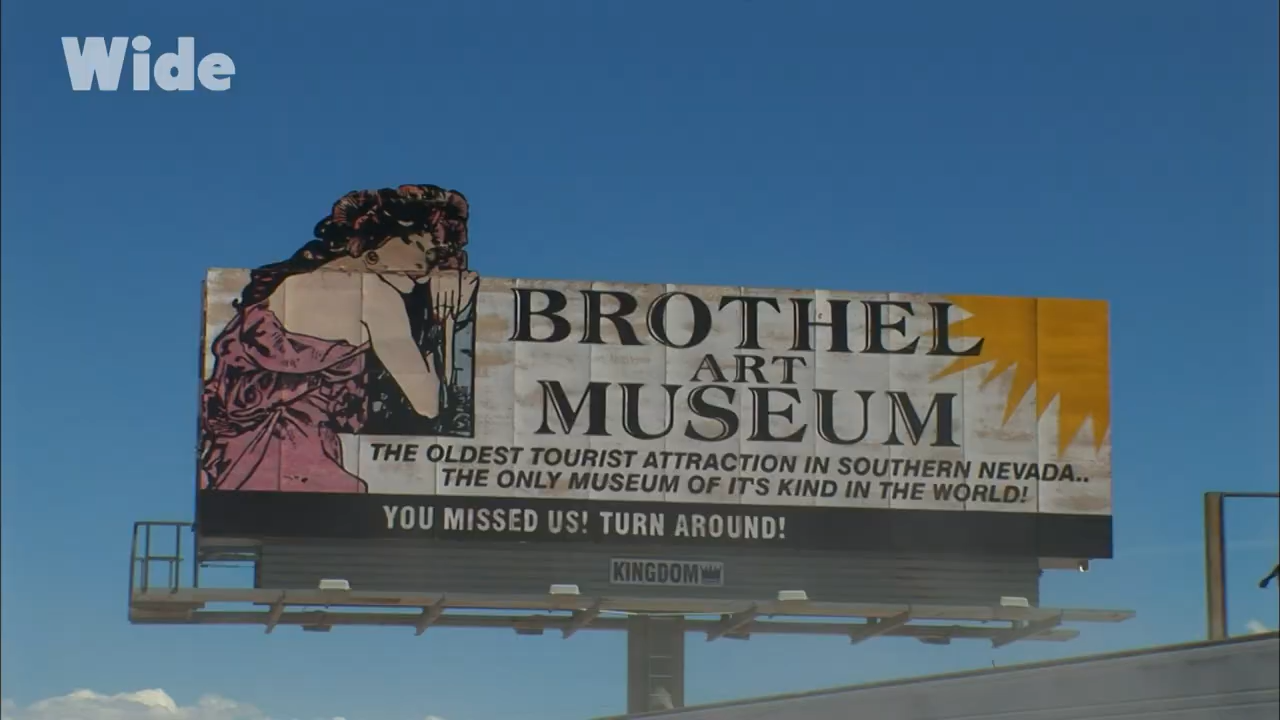 Wide
BROTHEL
ART
MUSEUM
THE OLDEST TOURIST ATTRACTION IN SOUTHERN NEVADA..
THE ONLY MUSEUM OF IT'S KIND IN THE WORLD!
YOU MISSED US! TURN AROUND!
KINGDOM